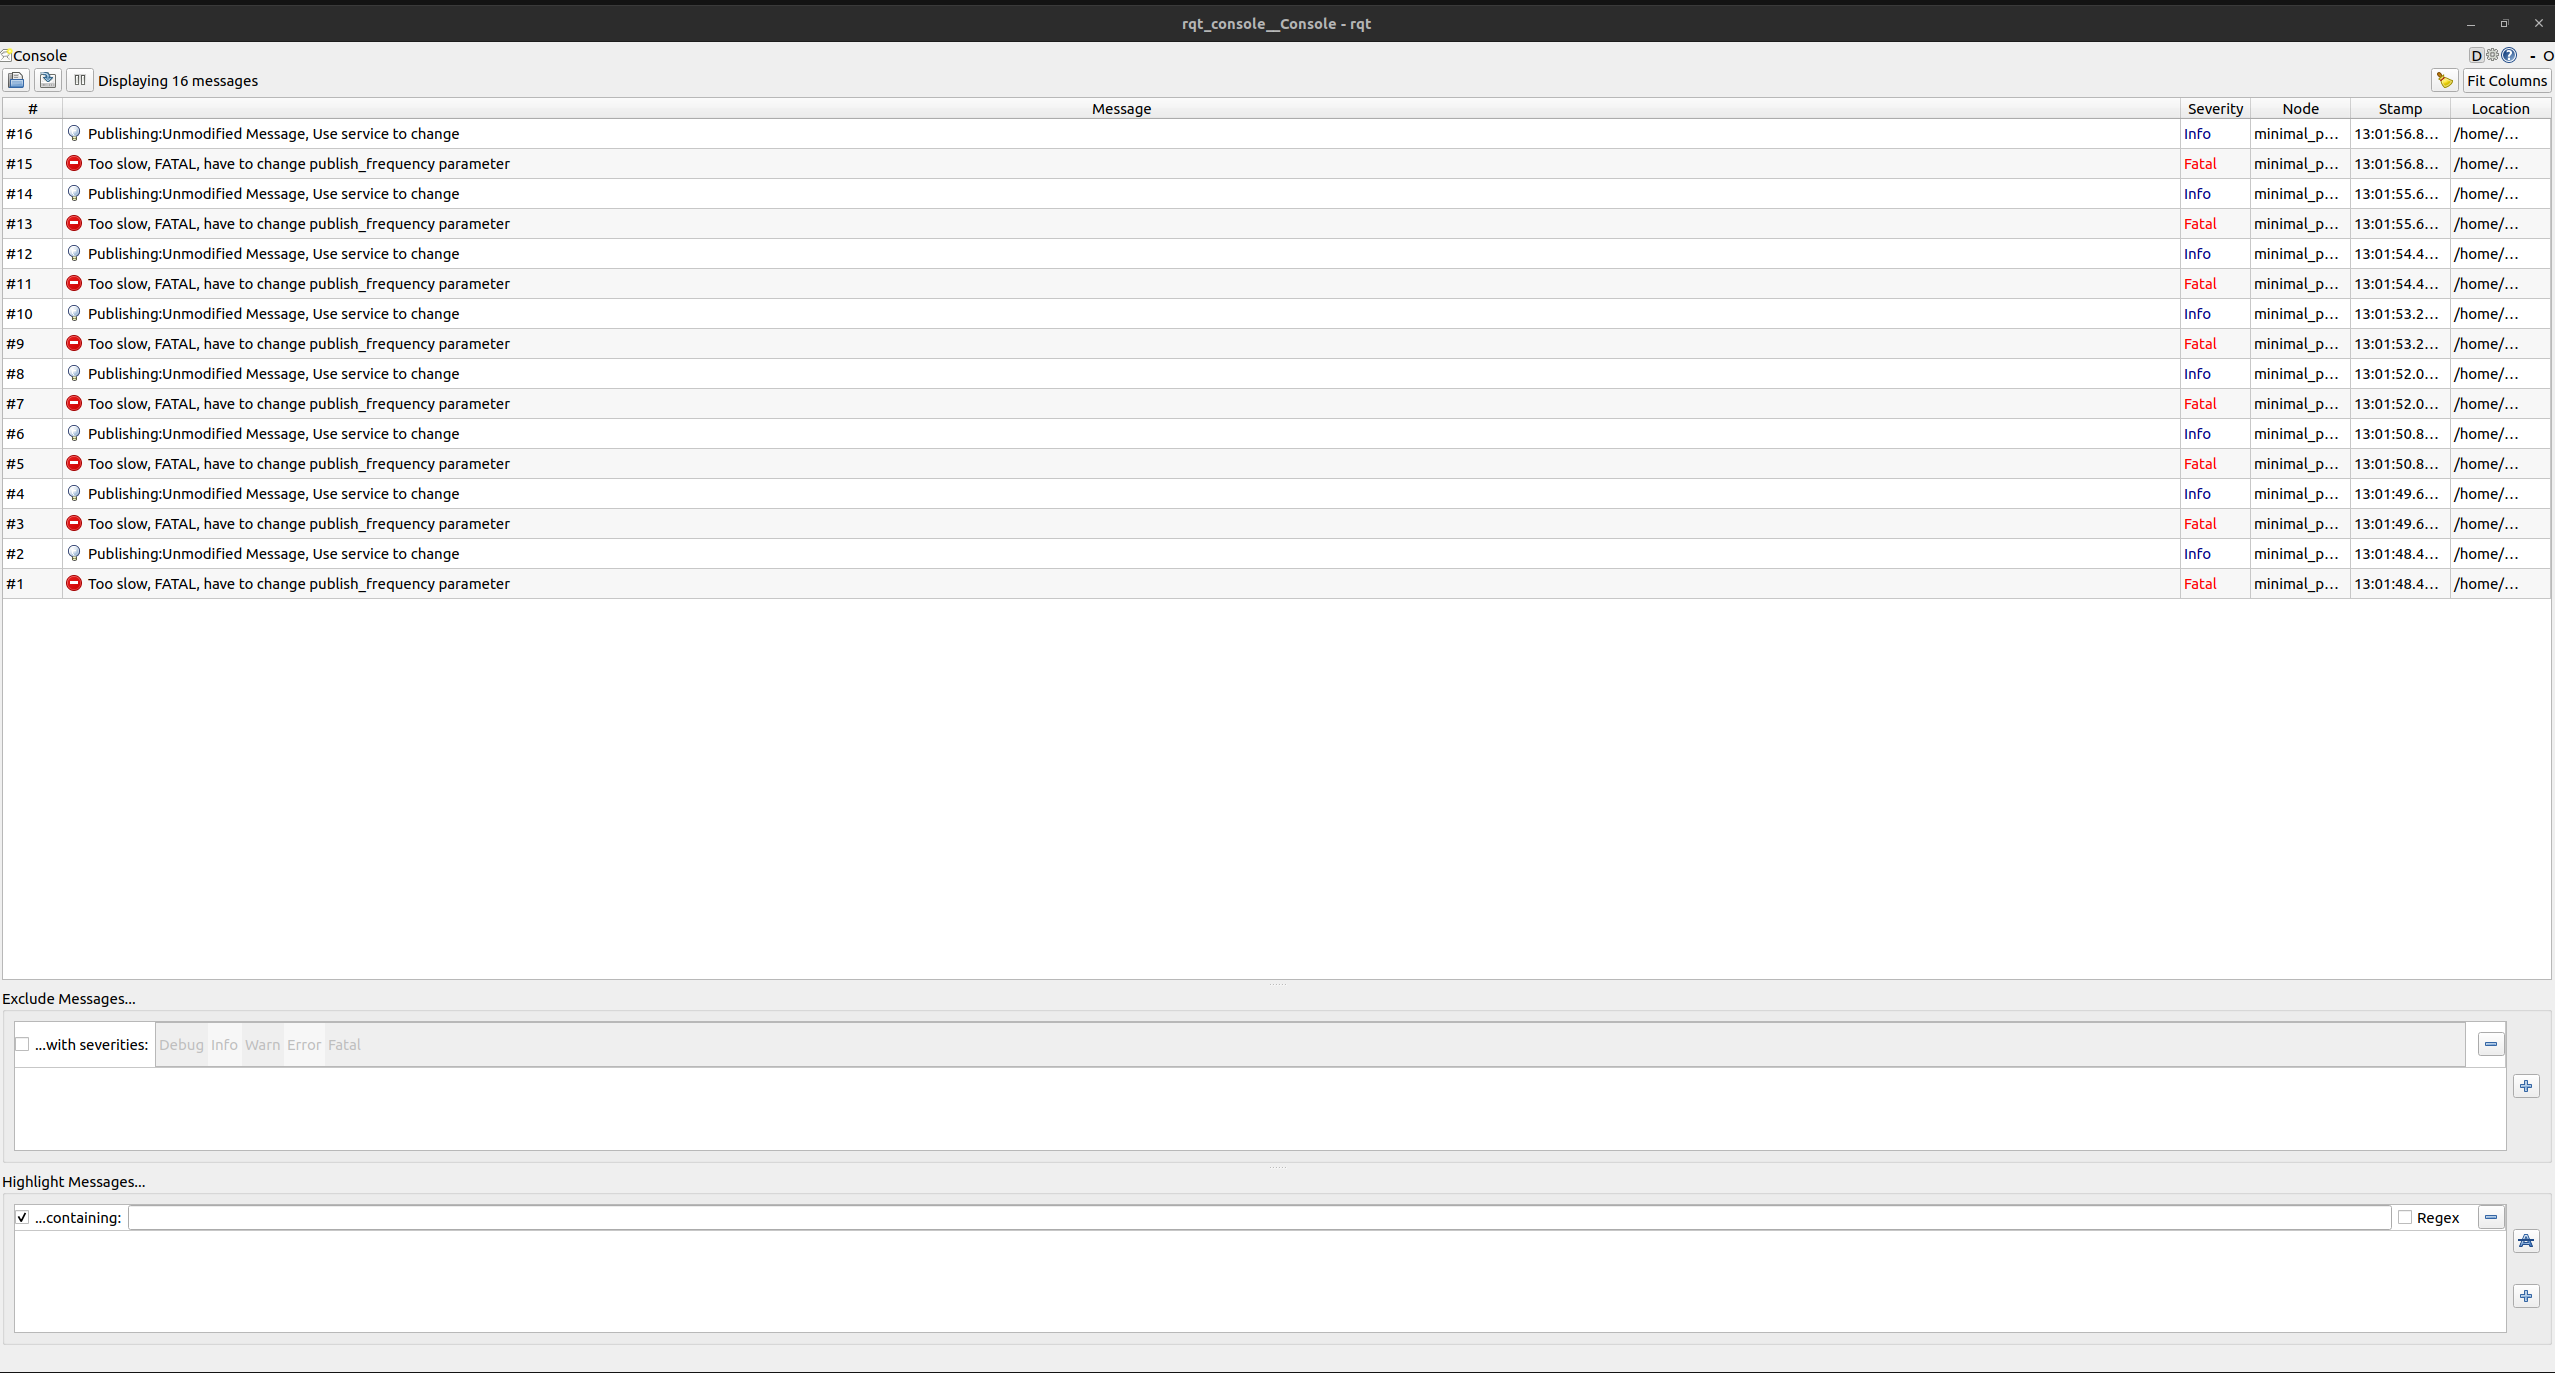 rqt_console__Console - rqt
Console D - O
Displaying 16 messages Fit Columns
# Message Severity Node Stamp Location
#16 Publishing:Unmodified Message, Use service to change Info minimal_p... 13:01:56.8... /home/...
#15 Too slow, FATAL, have to change publish_frequency parameter Fatal minimal_p... 13:01:56.8... /home/...
#14 Publishing:Unmodified Message, Use service to change Info minimal_p... 13:01:55.6... /home/...
#13 Too slow, FATAL, have to change publish_frequency parameter Fatal minimal_p... 13:01:55.6... /home/...
#12 Publishing:Unmodified Message, Use service to change Info minimal_p... 13:01:54.4... /home/...
#11 Too slow, FATAL, have to change publish_frequency parameter Fatal minimal_p... 13:01:54.4... /home/...
#10 Publishing:Unmodified Message, Use service to change Info minimal_p... 13:01:53.2... /home/...
#9 Too slow, FATAL, have to change publish_frequency parameter Fatal minimal_p... 13:01:53.2... /home/...
#8 Publishing:Unmodified Message, Use service to change Info minimal_p... 13:01:52.0... /home/...
#7 Too slow, FATAL, have to change publish_frequency parameter Fatal minimal_p... 13:01:52.0... /home/...
#6 Publishing:Unmodified Message, Use service to change Info minimal_p... 13:01:50.8... /home/...
#5 Too slow, FATAL, have to change publish_frequency parameter Fatal minimal_p... 13:01:50.8... /home/...
#4 Publishing:Unmodified Message, Use service to change Info minimal_p... 13:01:49.6... /home/...
#3 Too slow, FATAL, have to change publish_frequency parameter Fatal minimal_p... 13:01:49.6... /home/...
#2 Publishing:Unmodified Message, Use service to change Info minimal_p... 13:01:48.4... /home/...
#1 Too slow, FATAL, have to change publish_frequency parameter Fatal minimal_p... 13:01:48.4... /home/...
Exclude Messages...
...with severities: Debug Info Warn Error Fatal
Highlight Messages...
...containing: Regex